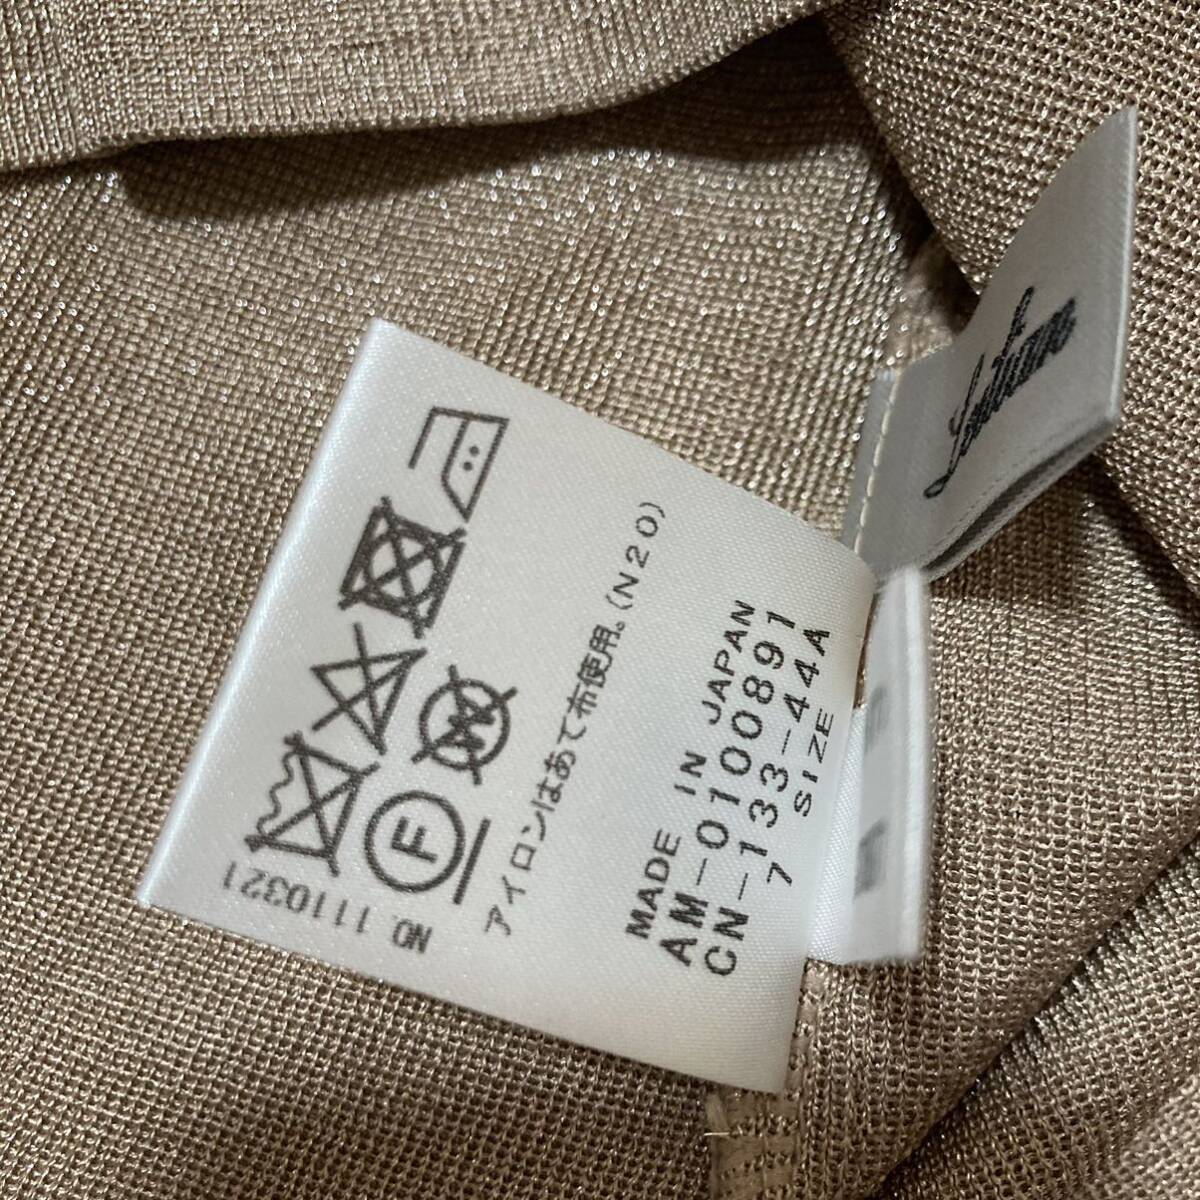 アイロンはあて布使用。(N20)
MADE IN JAPAN
AM-0100891
CN-133-44A
7 SIZE
NO.1110321
F
W